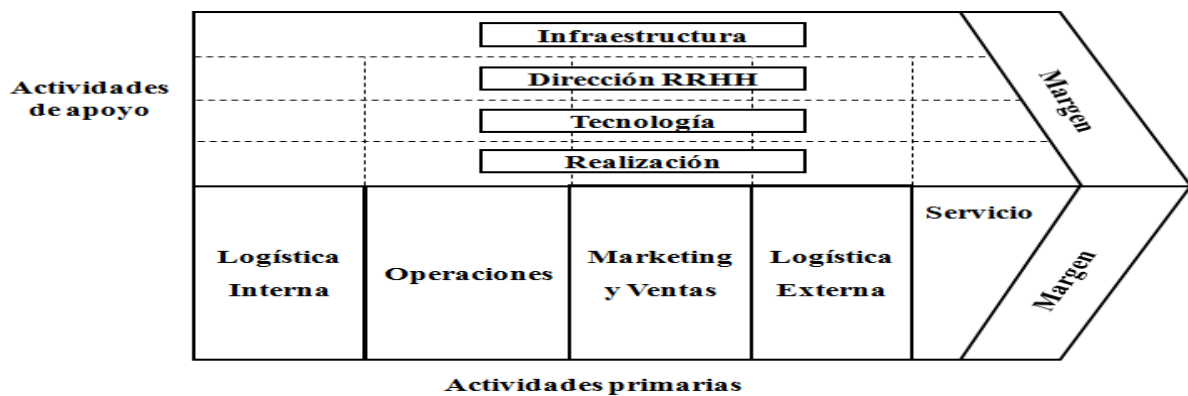 Infraestructura
Dirección RRHH
Actividades
de apoyo
Tecnología
Realización
Margen
Logística
Interna
Operaciones
Marketing
y Ventas
Logística
Externa
Servicio
Margen
Actividades primarias